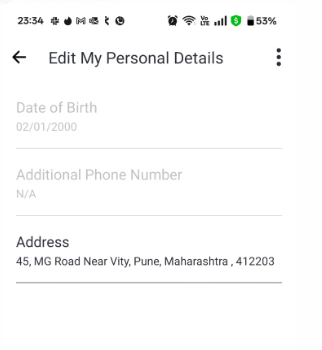 23:34 53%
Edit My Personal Details
Date of Birth
02/01/2000
Additional Phone Number
N/A
Address
45, MG Road Near Vity, Pune, Maharashtra , 412203